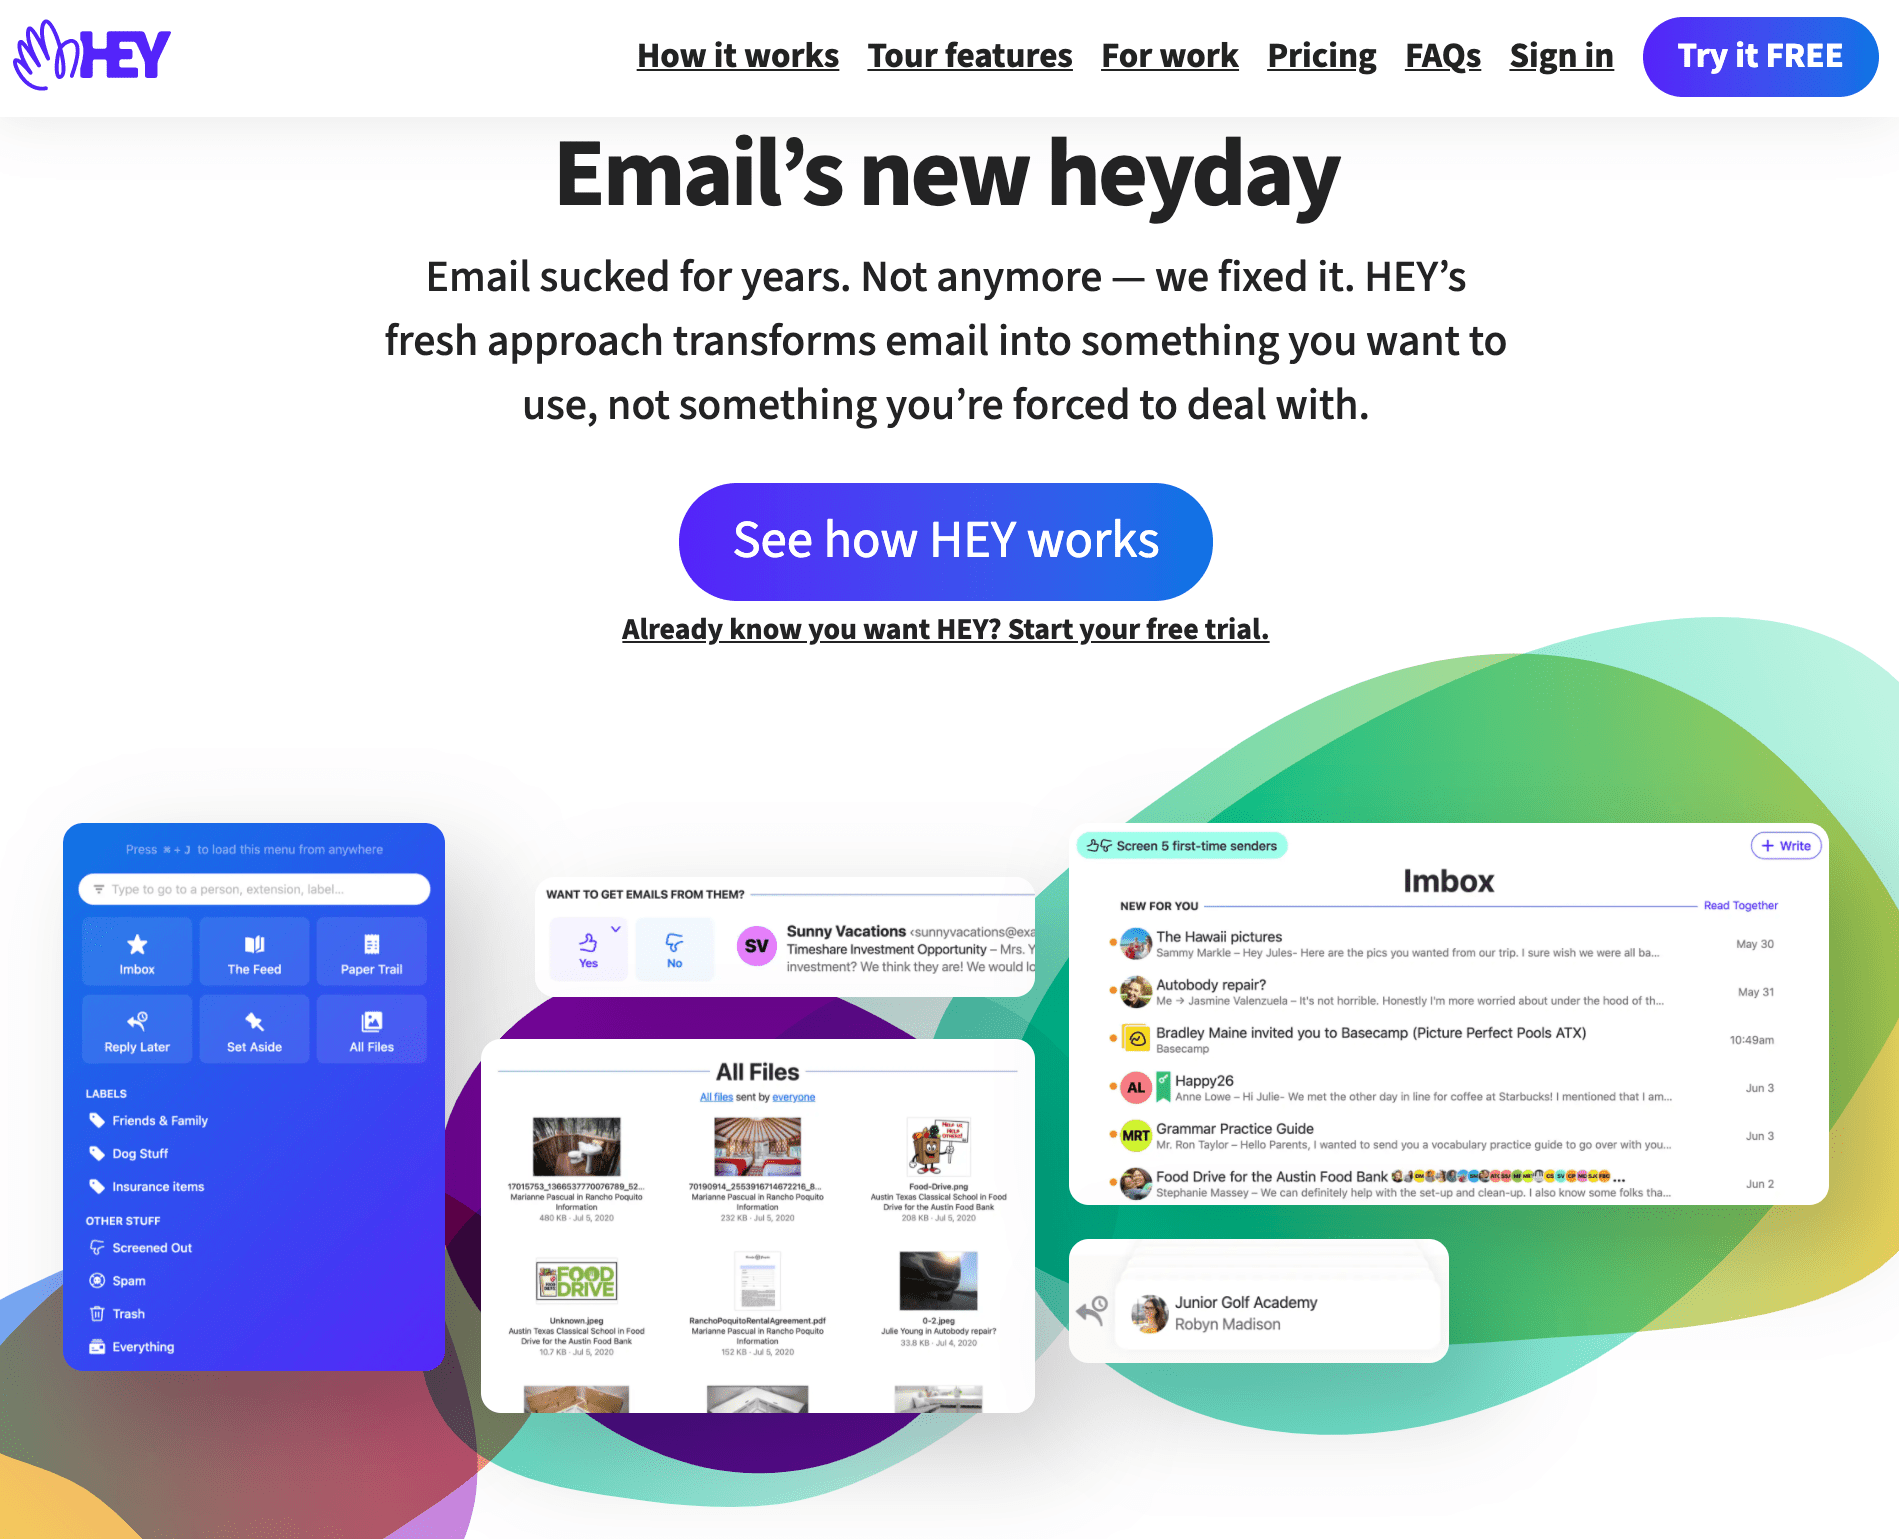 HEY
How it works
Tour features
For work
Pricing
FAQs
Sign in
Try it FREE
Email’s new heyday
Email sucked for years. Not anymore — we fixed it. HEY’s
fresh approach transforms email into something you want to
use, not something you’re forced to deal with.
See how HEY works
Already know you want HEY? Start your free trial.
Press ⌘ + J to load this menu from anywhere
Type to go to a person, extension, label...
Imbox
The Feed
Paper Trail
Reply Later
Set Aside
All Files
LABELS
Friends & Family
Dog Stuff
Insurance items
OTHER STUFF
Screened Out
Spam
Trash
Everything
WANT TO GET EMAILS FROM THEM?
Yes
No
SV
Sunny Vacations <sunnyvacations@exa
Timeshare Investment Opportunity – Mrs. Y
investment? We think they are! We would lo
All Files
All files sent by everyone
17015753_1366537770076789_52...
Marianne Pascual in Rancho Poquito
Information
480 KB · Jul 5, 2020
70190914_2553916714672216_8...
Marianne Pascual in Rancho Poquito
Information
232 KB · Jul 5, 2020
HELP US HELP OTHERS!
Food-Drive.png
Austin Texas Classical School in Food
Drive for the Austin Food Bank
208 KB · Jul 5, 2020
FOOD
DRIVE
Unknown.jpeg
Austin Texas Classical School in Food
Drive for the Austin Food Bank
10.7 KB · Jul 5, 2020
RanchoPoquitoRentalAgreement.pdf
Marianne Pascual in Rancho Poquito
Information
152 KB · Jul 5, 2020
0-2.jpeg
Julie Young in Autobody repair?
33.8 KB · Jul 4, 2020
Screen 5 first-time senders
+ Write
Imbox
NEW FOR YOU
Read Together
The Hawaii pictures
Sammy Markle – Hey Jules- Here are the pics you wanted from our trip. I sure wish we were all ba...
May 30
Autobody repair?
Me → Jasmine Valenzuela – It's not horrible. Honestly I'm more worried about under the hood of th...
May 31
Bradley Maine invited you to Basecamp (Picture Perfect Pools ATX)
Basecamp
10:49am
AL
Happy26
Anne Lowe – Hi Julie- We met the other day in line for coffee at Starbucks! I mentioned that I am...
Jun 3
MRT
Grammar Practice Guide
Mr. Ron Taylor – Hello Parents, I wanted to send you a vocabulary practice guide to go over with you...
Jun 3
Food Drive for the Austin Food Bank ...
Stephanie Massey – We can definitely help with the set-up and clean-up. I also know some folks tha...
Jun 2
Junior Golf Academy
Robyn Madison